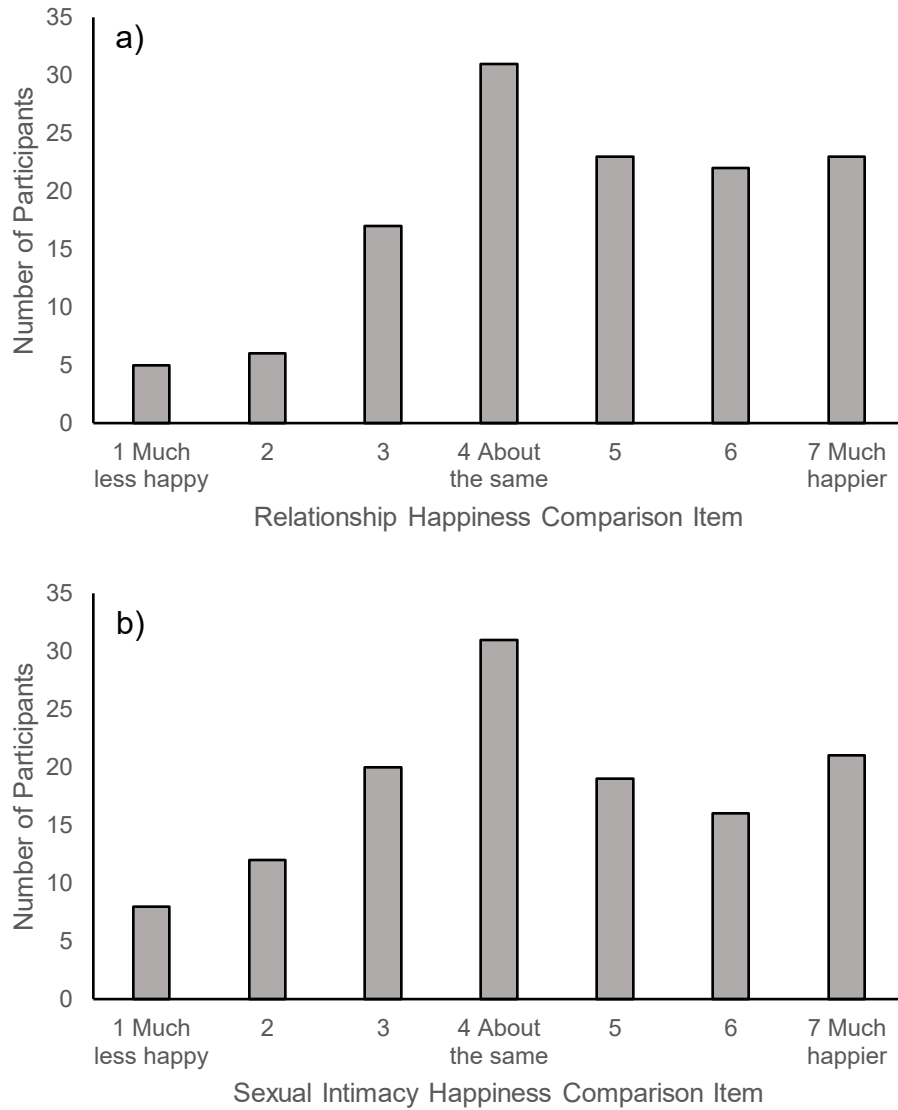 a)
Number of Participants
35
30
25
20
15
10
5
0
1 Much less happy
2
3
4 About the same
5
6
7 Much happier
Relationship Happiness Comparison Item
b)
Number of Participants
35
30
25
20
15
10
5
0
1 Much less happy
2
3
4 About the same
5
6
7 Much happier
Sexual Intimacy Happiness Comparison Item